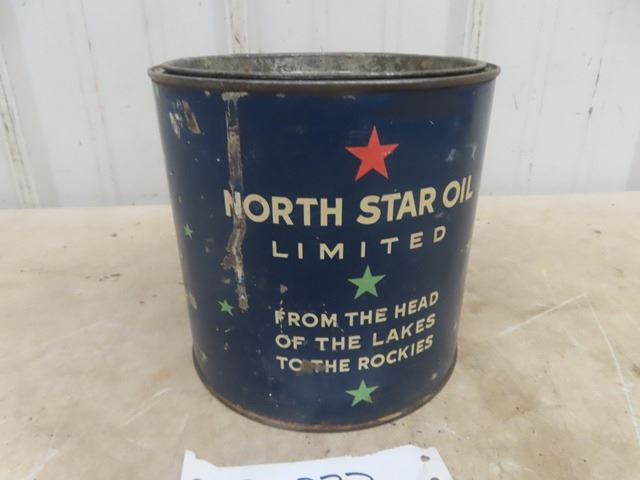 NORTH STAR OIL
LIMITED
FROM THE HEAD
OF THE LAKES
TO THE ROCKIES